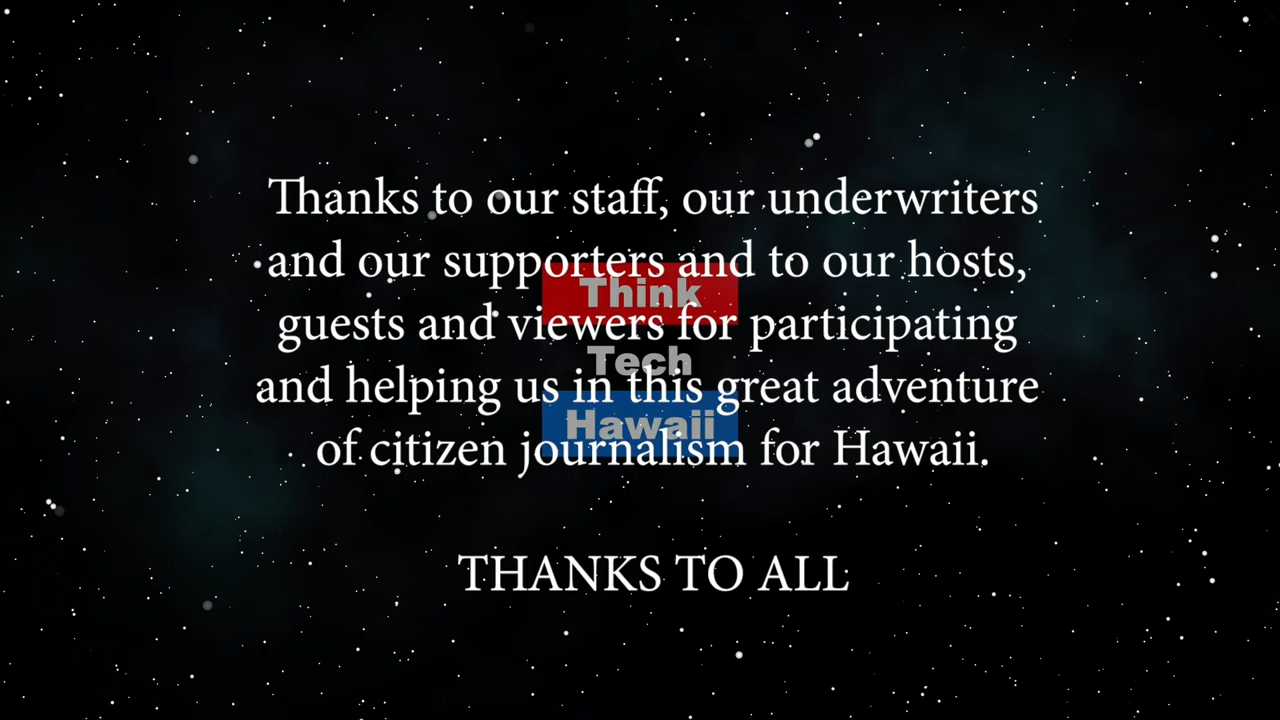 Thanks to our staff, our underwriters
and our supporters and to our hosts,
Think
guests and viewers for participating
Tech
and helping us in this great adventure
Hawaii
of citizen journalism for Hawaii.
THANKS TO ALL